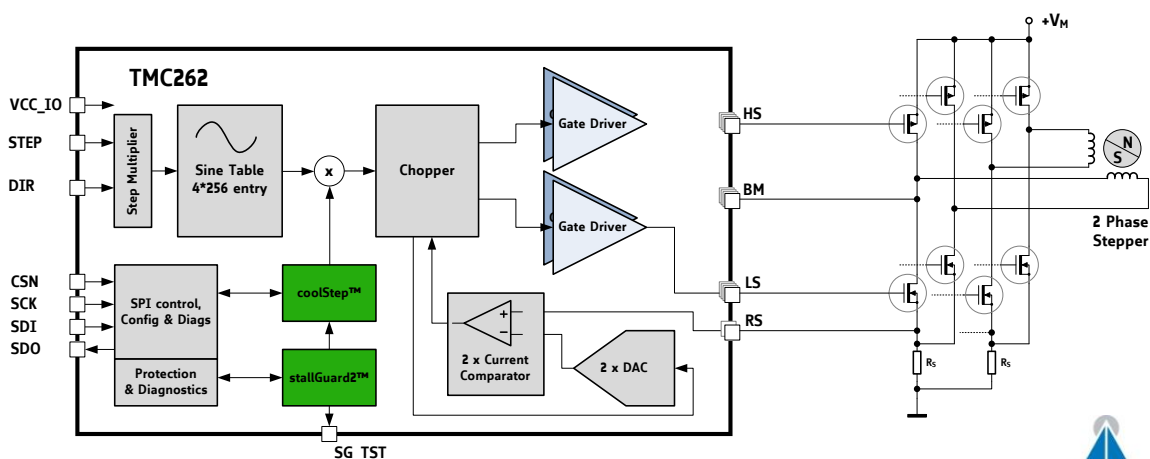 +VM
TMC262
VCC_IO
STEP
DIR
Step Multiplier
Sine Table
4*256 entry
x
Chopper
Gate Driver
Gate Driver
HS
BM
LS
RS
N
S
2 Phase
Stepper
CSN
SCK
SDI
SDO
SPI control,
Config & Diags
Protection
& Diagnostics
coolStep™
stallGuard2™
+
−
2 x Current
Comparator
2 x DAC
RS
RS
SG_TST